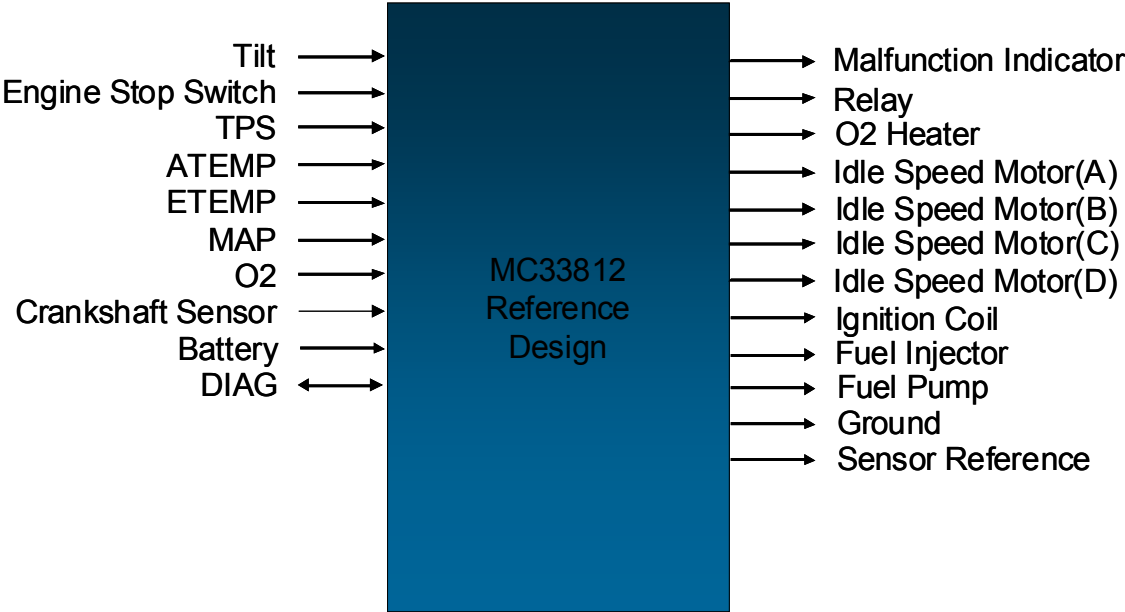 Tilt
Engine Stop Switch
TPS
ATEMP
ETEMP
MAP
O2
Crankshaft Sensor
Battery
DIAG
MC33812
Reference
Design
Malfunction Indicator
Relay
O2 Heater
Idle Speed Motor(A)
Idle Speed Motor(B)
Idle Speed Motor(C)
Idle Speed Motor(D)
Ignition Coil
Fuel Injector
Fuel Pump
Ground
Sensor Reference